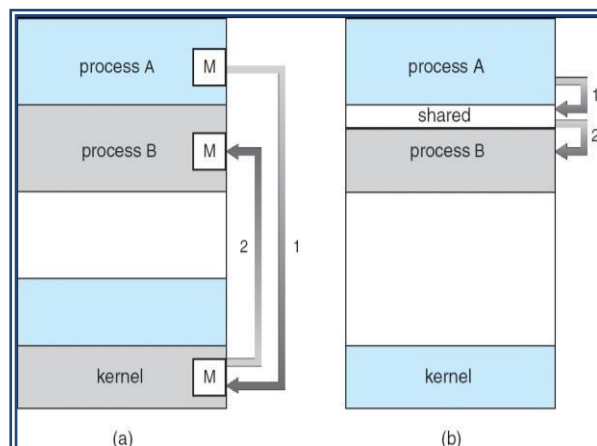 process A
M
process B
M
2
1
kernel
M
(a)
process A
1
shared
2
process B
kernel
(b)